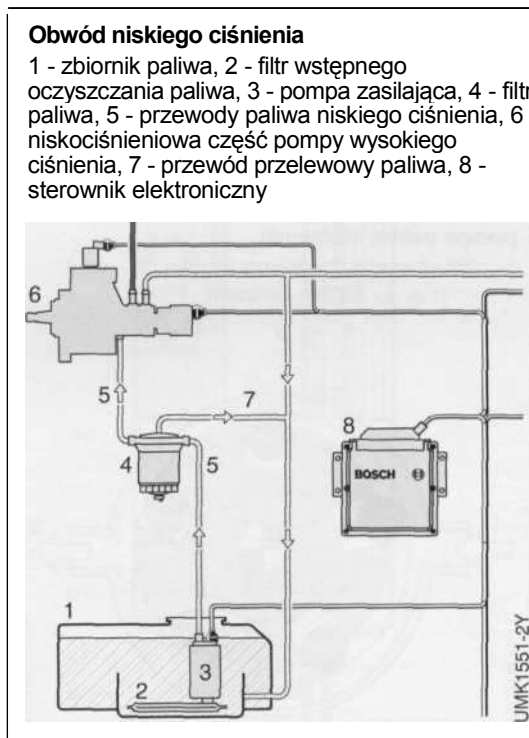 Obwód niskiego ciśnienia
1 - zbiornik paliwa, 2 - filtr wstępnego
oczyszczania paliwa, 3 - pompa zasilająca, 4 - filtr
paliwa, 5 - przewody paliwa niskiego ciśnienia, 6
niskociśnieniowa część pompy wysokiego
ciśnienia, 7 - przewód przelewowy paliwa, 8 -
sterownik elektroniczny
6
5
7
8
4
5
BOSCH
1
3
2
UMK1551-2Y